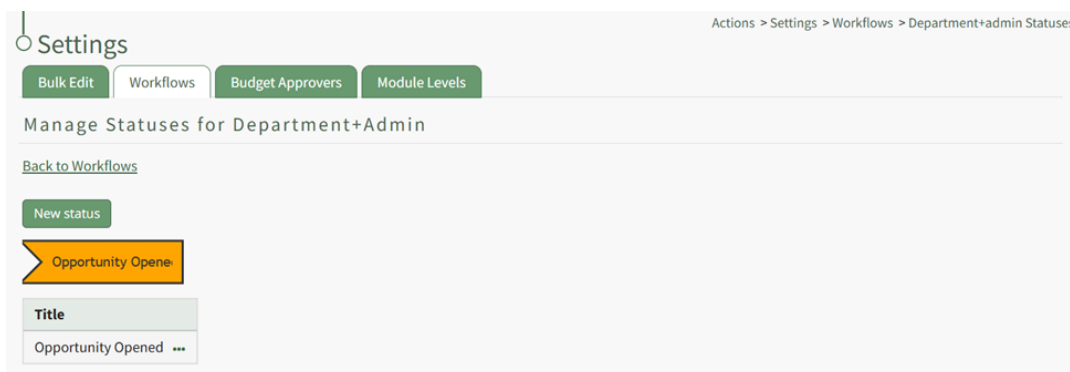 Actions > Settings > Workflows > Department+admin Statuses
Settings
Bulk Edit Workflows Budget Approvers Module Levels
Manage Statuses for Department+Admin
Back to Workflows
New status
Opportunity Opene
Title
Opportunity Opened ...